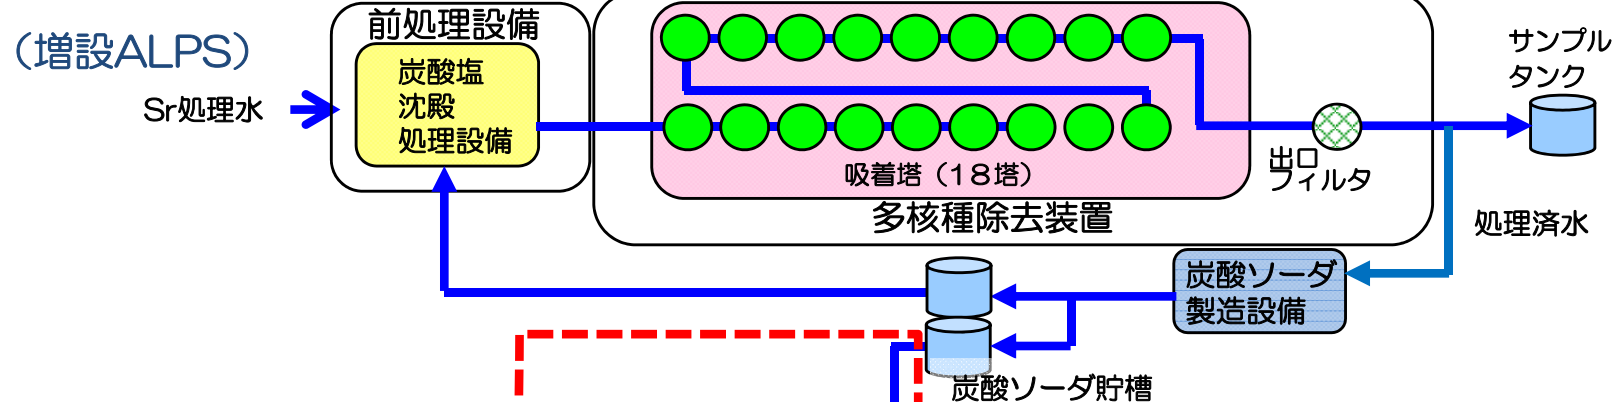 （増設ALPS）
前処理設備
炭酸塩
沈殿
処理設備
Sr処理水
吸着塔（１８塔）
多核種除去装置
出口
フィルタ
サンプル
タンク
処理済水
炭酸ソーダ
製造設備
炭酸ソーダ貯槽